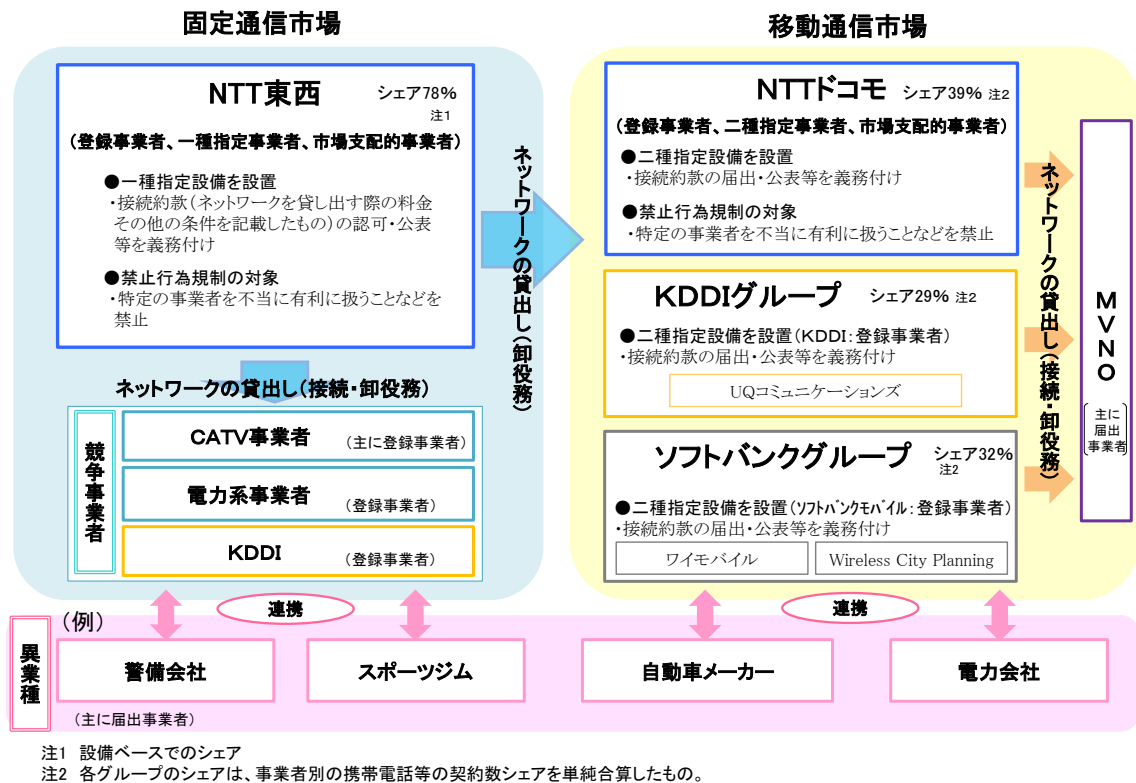 固定通信市場
NTT東西 シェア78%
注1
(登録事業者、一種指定事業者、市場支配的事業者)
●一種指定設備を設置
・接続約款(ネットワークを貸し出す際の料金
その他の条件を記載したもの)の認可・公表
等を義務付け
●禁止行為規制の対象
・特定の事業者を不当に有利に扱うことなどを
禁止
ネットワークの貸出し(接続・卸役務)
競争事業者
CATV事業者 (主に登録事業者)
電力系事業者 (登録事業者)
KDDI (登録事業者)
ネットワークの貸出し(卸役務)
移動通信市場
NTTドコモ シェア39% 注2
(登録事業者、二種指定事業者、市場支配的事業者)
●二種指定設備を設置
・接続約款の届出・公表等を義務付け
●禁止行為規制の対象
・特定の事業者を不当に有利に扱うことなどを禁止
KDDIグループ シェア29% 注2
●二種指定設備を設置(KDDI:登録事業者)
・接続約款の届出・公表等を義務付け
UQコミュニケーションズ
ソフトバンクグループ シェア32%
注2
●二種指定設備を設置(ソフトバンクモバイル:登録事業者)
・接続約款の届出・公表等を義務付け
ワイモバイル
Wireless City Planning
ネットワークの貸出し(接続・卸役務)
MVNO
主に
届出
事業者
連携
連携
異業種
(例)
警備会社
スポーツジム
自動車メーカー
電力会社
(主に届出事業者)
注1 設備ベースでのシェア
注2 各グループのシェアは、事業者別の携帯電話等の契約数シェアを単純合算したもの。